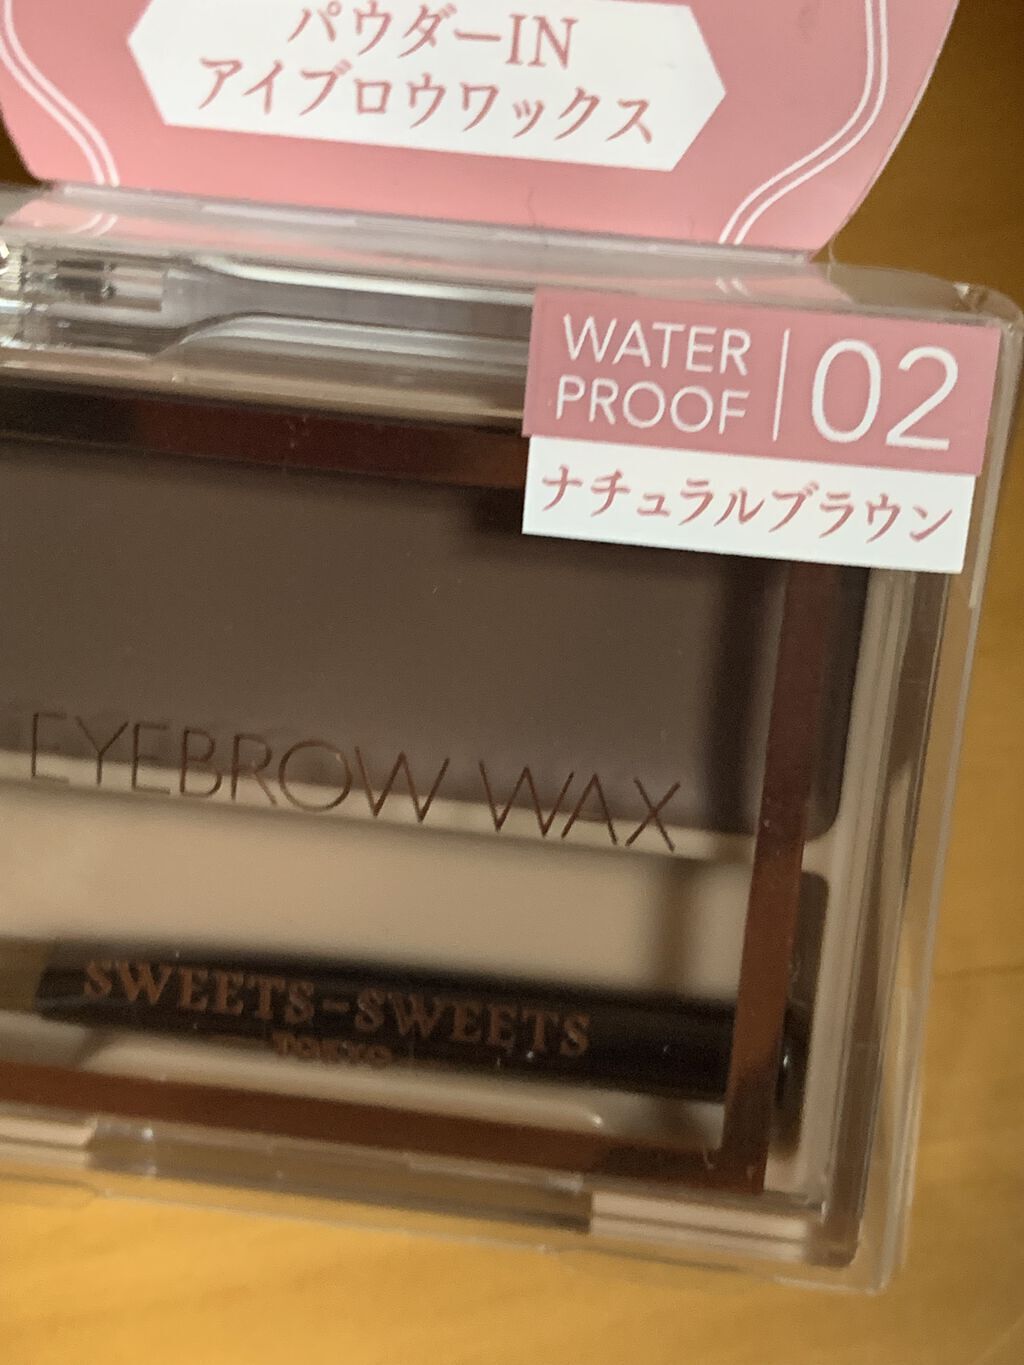 パウダーIN
アイブロウワックス
WATER
PROOF
02
ナチュラルブラウン
EYEBROW WAX
SWEETS-SWEETS
TOKYO